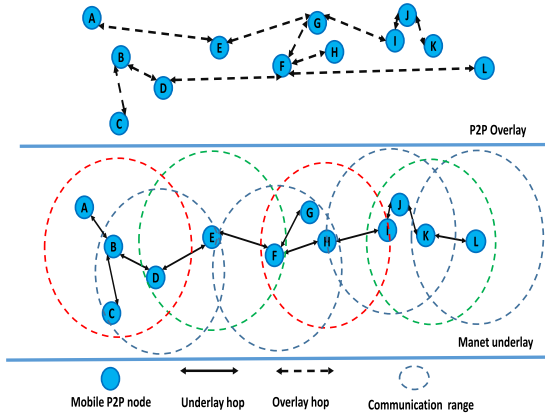 A
B
C
D
E
F
G
H
I
J
K
L
P2P Overlay
A
B
C
D
E
F
G
H
I
J
K
L
Manet underlay
Mobile P2P node
Underlay hop
Overlay hop
Communication range